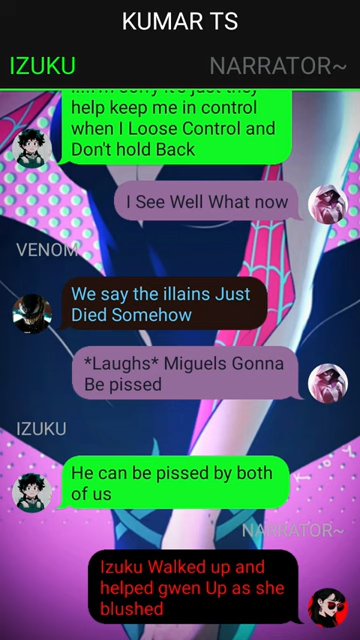 KUMAR TS
IZUKU NARRATOR~
help keep me in control
when I Loose Control and
Don't hold Back
I See Well What now
VENOM
We say the illains Just
Died Somehow
*Laughs* Miguels Gonna
Be pissed
IZUKU
He can be pissed by both
of us
NARRATOR~
Izuku Walked up and
helped gwen Up as she
blushed